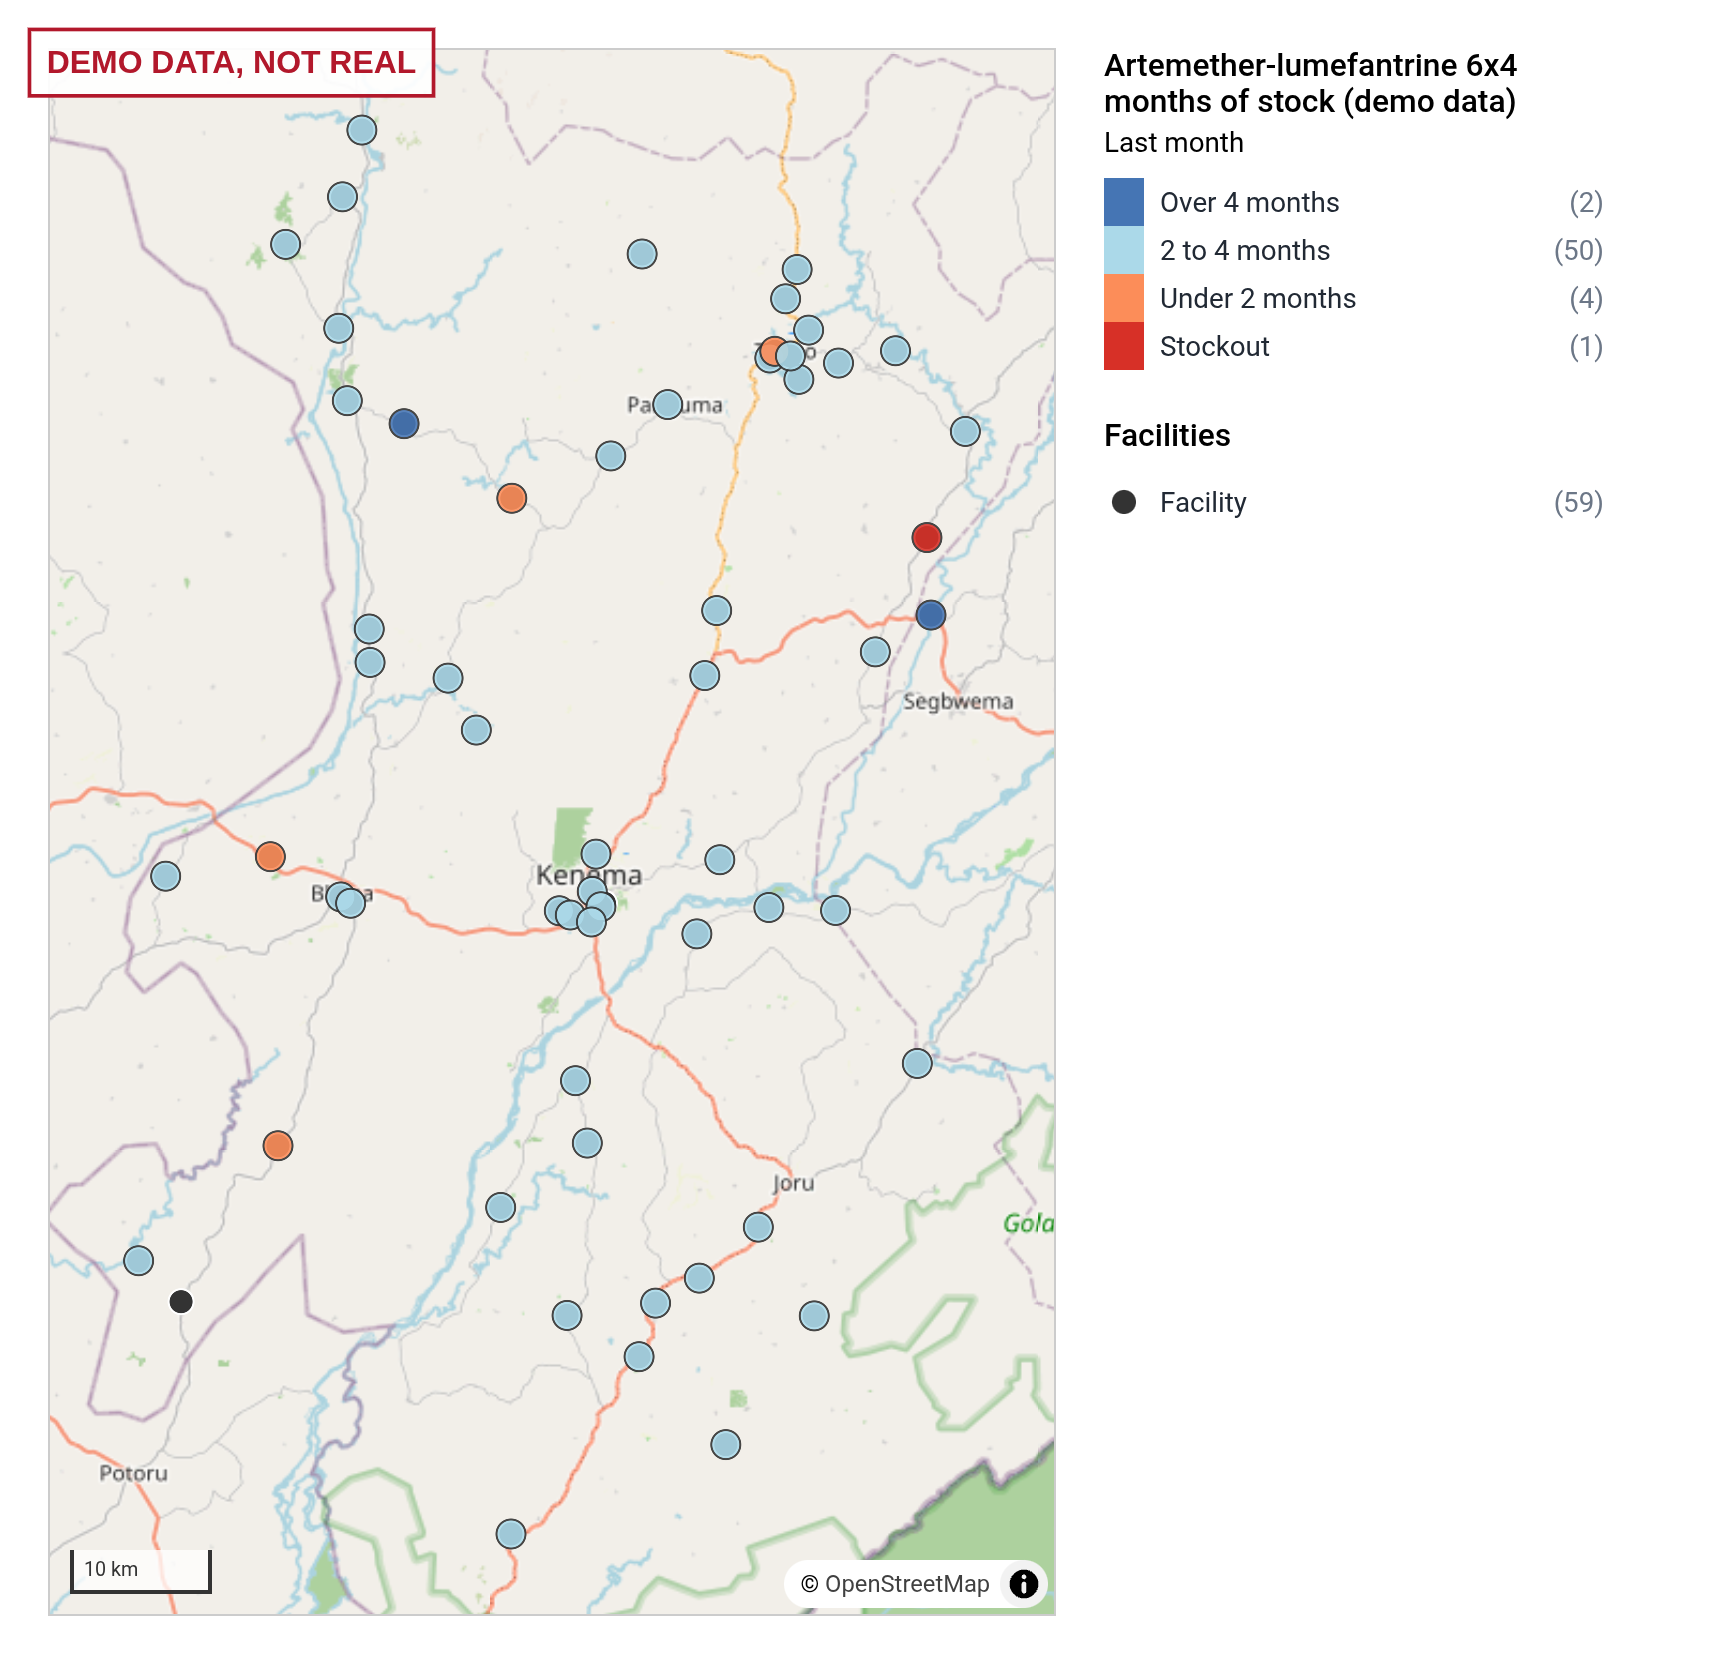 DEMO DATA, NOT REAL
Artemether-lumefantrine 6x4
months of stock (demo data)
Last month
Over 4 months (2)
2 to 4 months (50)
Under 2 months (4)
Stockout (1)
Facilities
Facility (59)
Segbwema
Kenema
Joru
Gola
Potoru
10 km
© OpenStreetMap